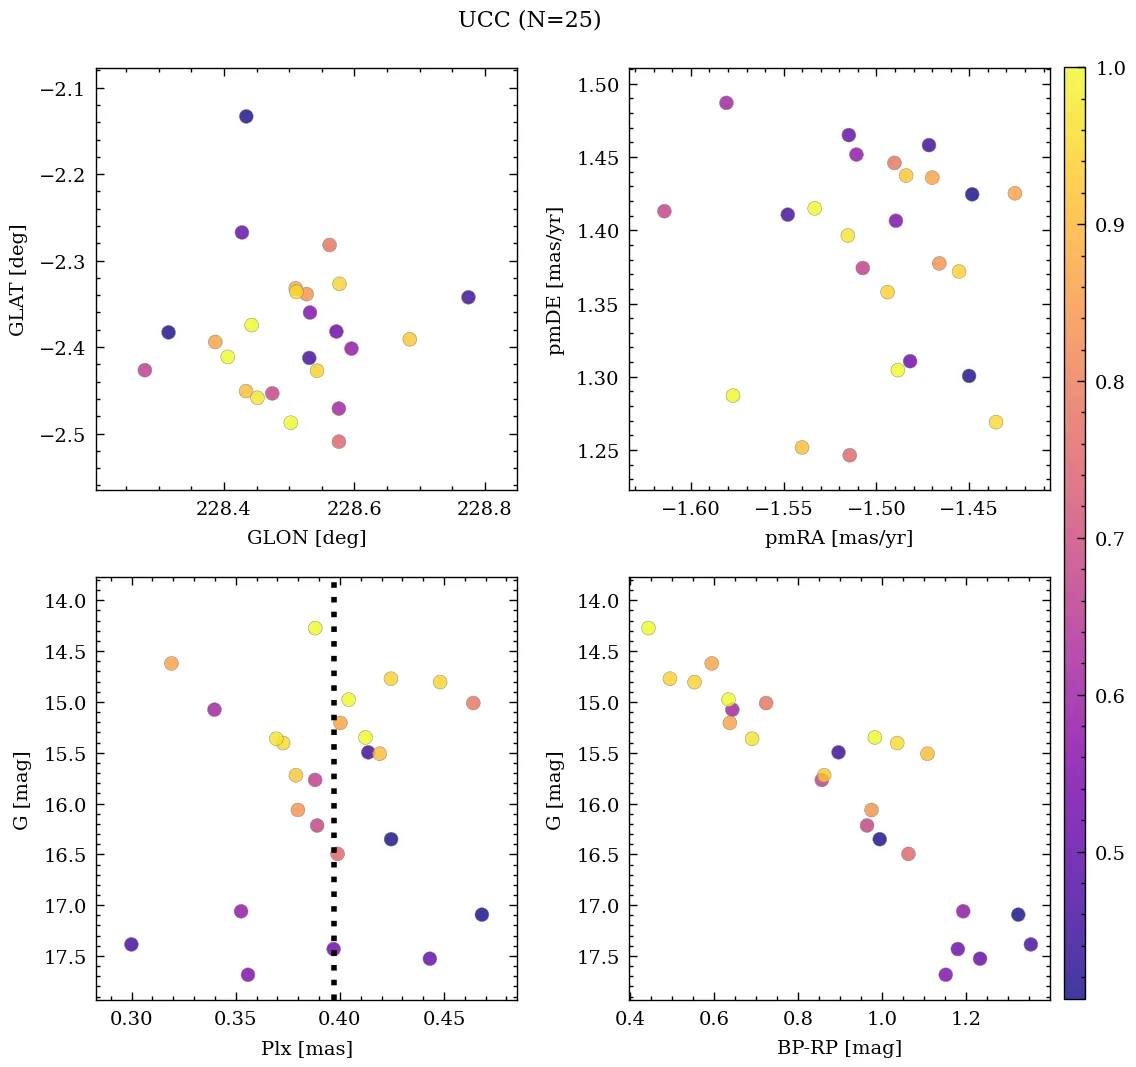 UCC (N=25)
−2.1
−2.2
−2.3
−2.4
−2.5
GLAT [deg]
228.4 228.6 228.8
GLON [deg]
1.50
1.45
1.40
1.35
1.30
1.25
pmDE [mas/yr]
−1.60 −1.55 −1.50 −1.45
pmRA [mas/yr]
14.0
14.5
15.0
15.5
16.0
16.5
17.0
17.5
G [mag]
0.30 0.35 0.40 0.45
Plx [mas]
14.0
14.5
15.0
15.5
16.0
16.5
17.0
17.5
G [mag]
0.4 0.6 0.8 1.0 1.2
BP-RP [mag]
1.0
0.9
0.8
0.7
0.6
0.5